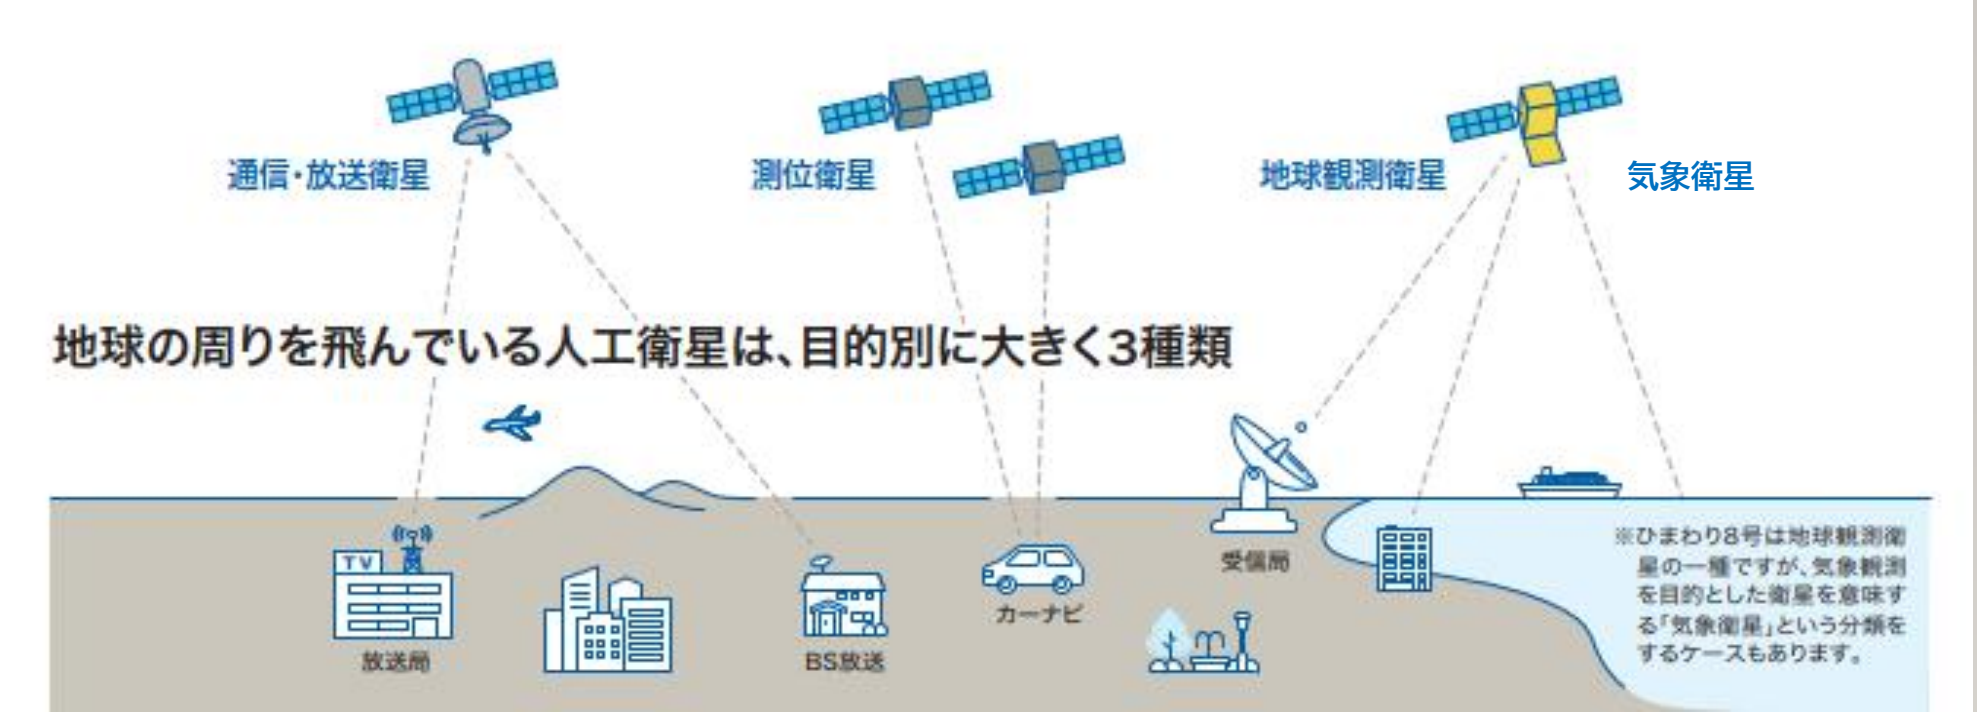 通信・放送衛星
測位衛星
地球観測衛星
気象衛星
地球の周りを飛んでいる人工衛星は、目的別に大きく3種類
TV
放送局
BS放送
カーナビ
受信局
※ひまわり8号は地球観測衛
星の一種ですが、気象観測
を目的とした衛星を意味す
る「気象衛星」という分類を
するケースもあります。